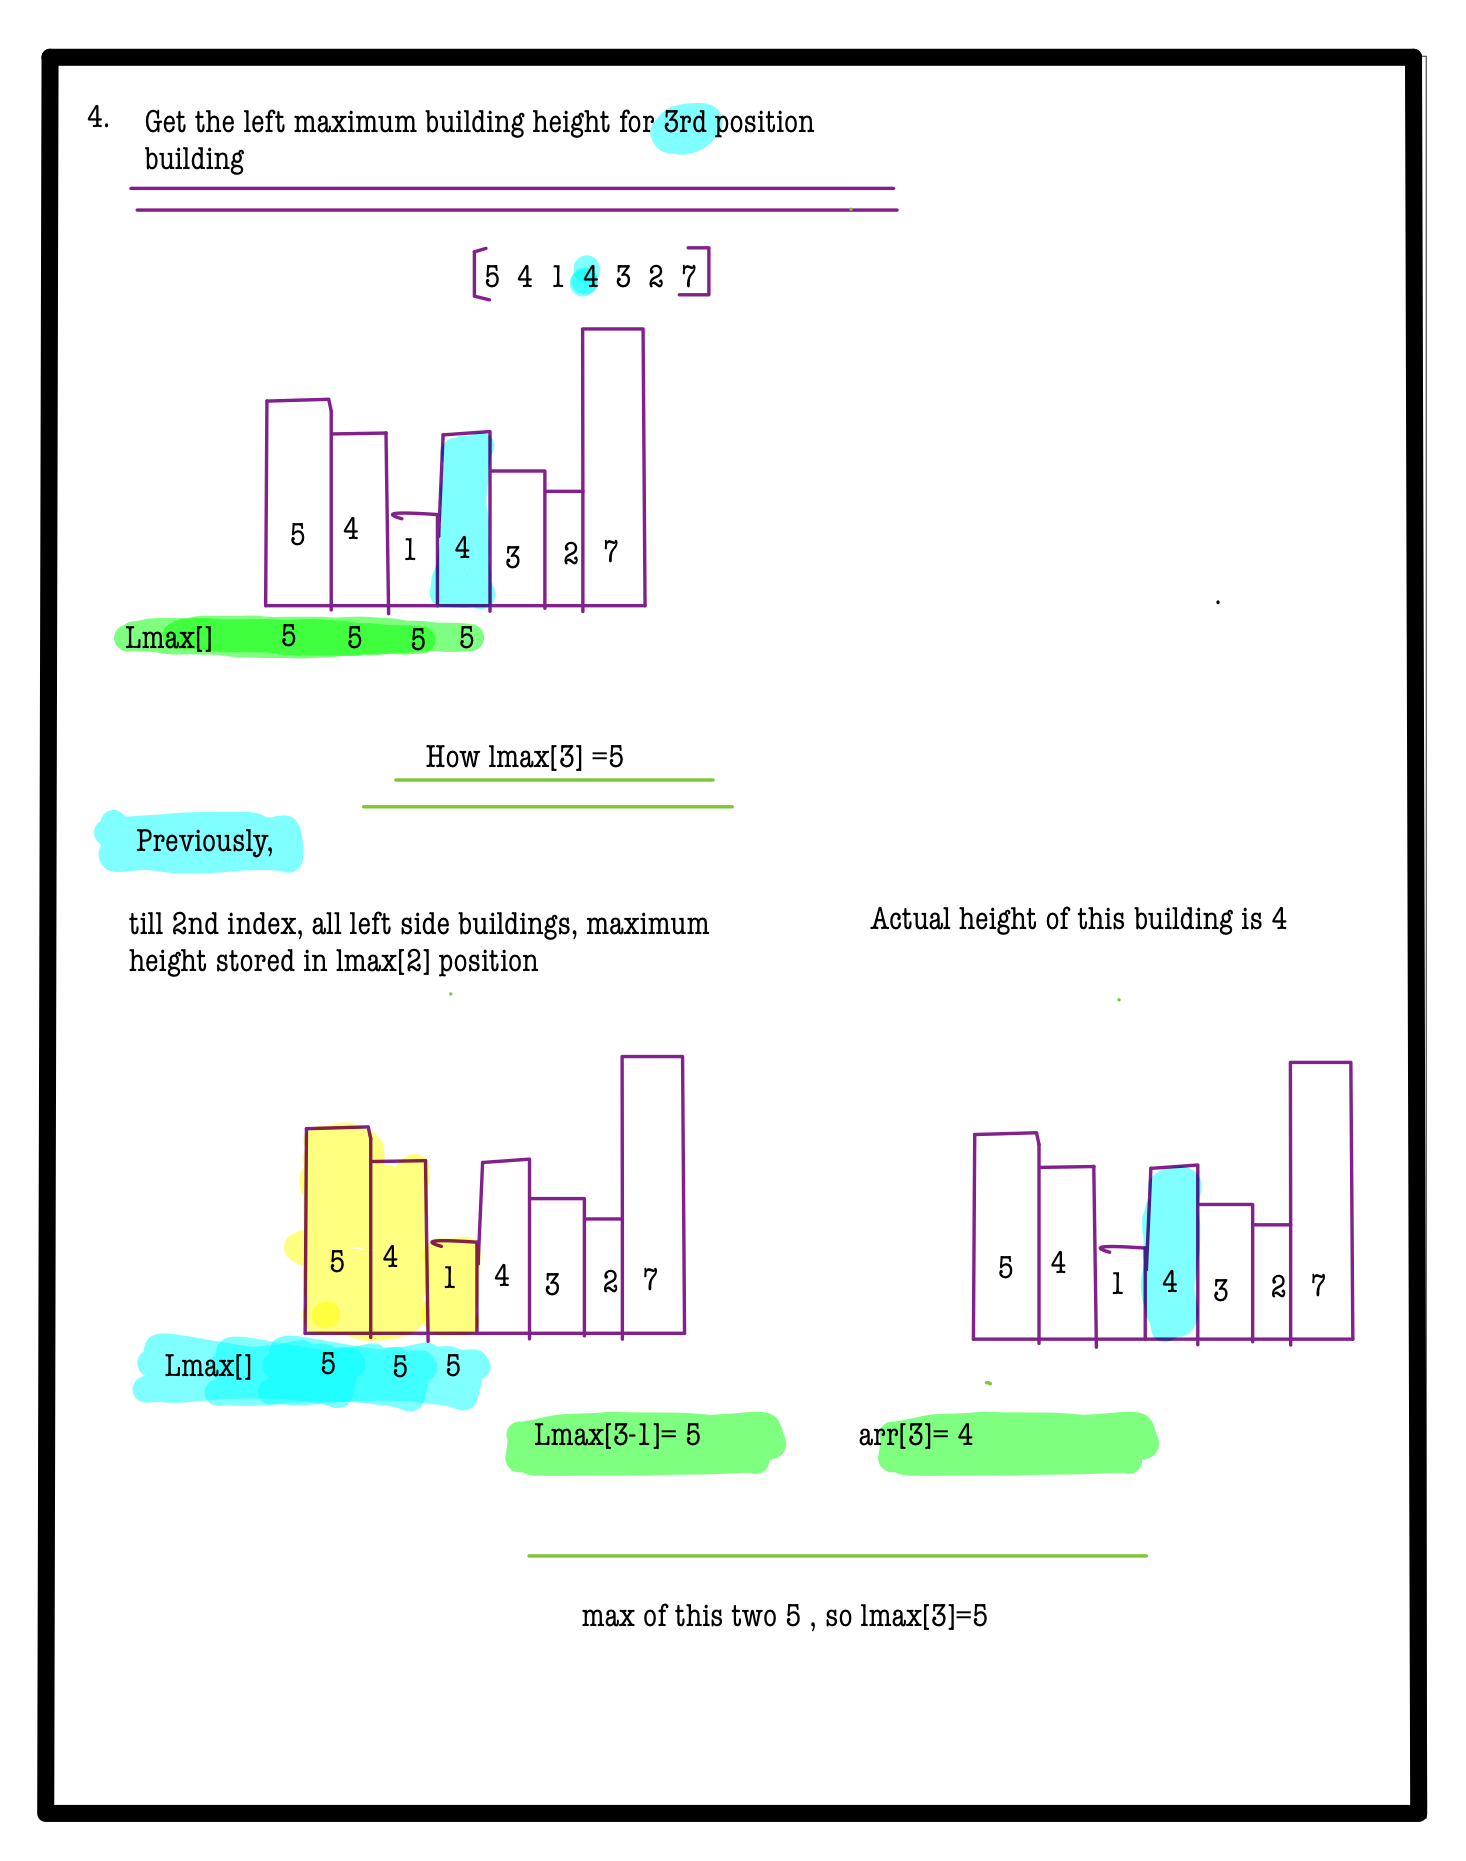 4. Get the left maximum building height for 3rd position
building
[5 4 1 4 3 2 7]
5 4 1 4 3 2 7
Lmax[] 5 5 5 5
How lmax[3] =5
Previously,
till 2nd index, all left side buildings, maximum
height stored in lmax[2] position
Actual height of this building is 4
5 4 1 4 3 2 7
Lmax[] 5 5 5
5 4 1 4 3 2 7
Lmax[3-1]= 5
arr[3]= 4
max of this two 5 , so lmax[3]=5